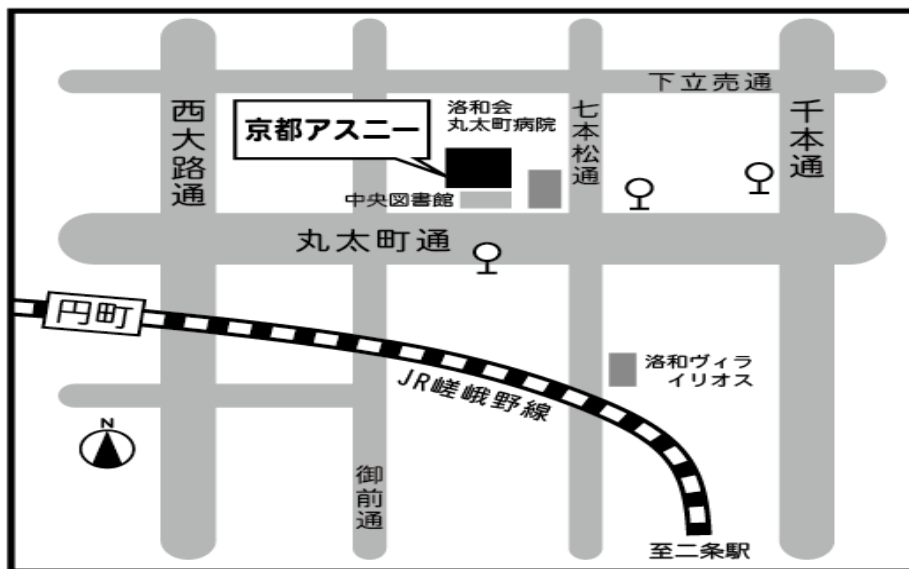 下立売通
西大路通
京都アスニー
洛和会
丸太町病院
七本松通
千本通
中央図書館
丸太町通
円町
JR嵯峨野線
洛和ヴィラ
イリオス
N
御前通
至二条駅